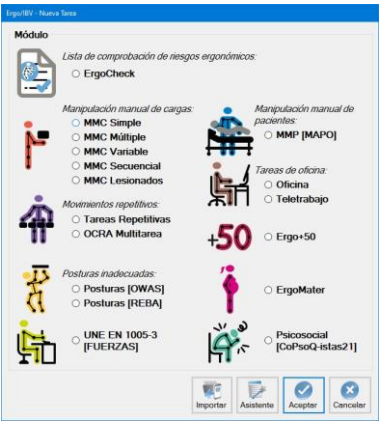 Ergo/IBV - Nueva Tarea
Módulo
Lista de comprobación de riesgos ergonómicos:
ErgoCheck
Manipulación manual de cargas:
MMC Simple
MMC Múltiple
MMC Variable
MMC Secuencial
MMC Lesionados
Manipulación manual de
pacientes:
MMP [MAPO]
Tareas de oficina:
Oficina
Teletrabajo
Movimientos repetitivos:
Tareas Repetitivas
OCRA Multitarea
+50
Ergo+50
Posturas inadecuadas:
Posturas [OWAS]
Posturas [REBA]
ErgoMater
UNE EN 1005-3
[FUERZAS]
Psicosocial
[CoPsoQ-istas21]
Importar
Asistente
Aceptar
Cancelar